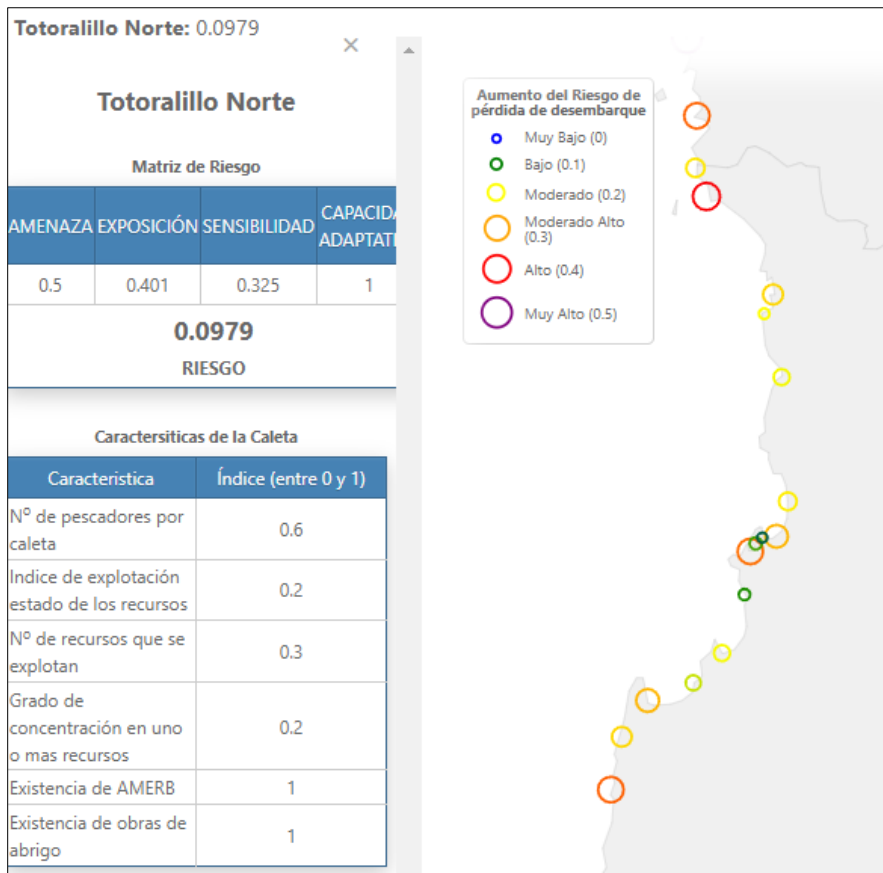 Totoralillo Norte: 0.0979
×
Totoralillo Norte
Matriz de Riesgo
AMENAZA EXPOSICIÓN SENSIBILIDAD CAPACIDA
ADAPTATI
0.5 0.401 0.325 1
0.0979
RIESGO
Caractersiticas de la Caleta
Caracteristica Índice (entre 0 y 1)
Nº de pescadores por
caleta
0.6
Indice de explotación
estado de los recursos
0.2
Nº de recursos que se
explotan
0.3
Grado de
concentración en uno
o mas recursos
0.2
Existencia de AMERB 1
Existencia de obras de
abrigo
1
Aumento del Riesgo de
pérdida de desembarque
Muy Bajo (0)
Bajo (0.1)
Moderado (0.2)
Moderado Alto
(0.3)
Alto (0.4)
Muy Alto (0.5)